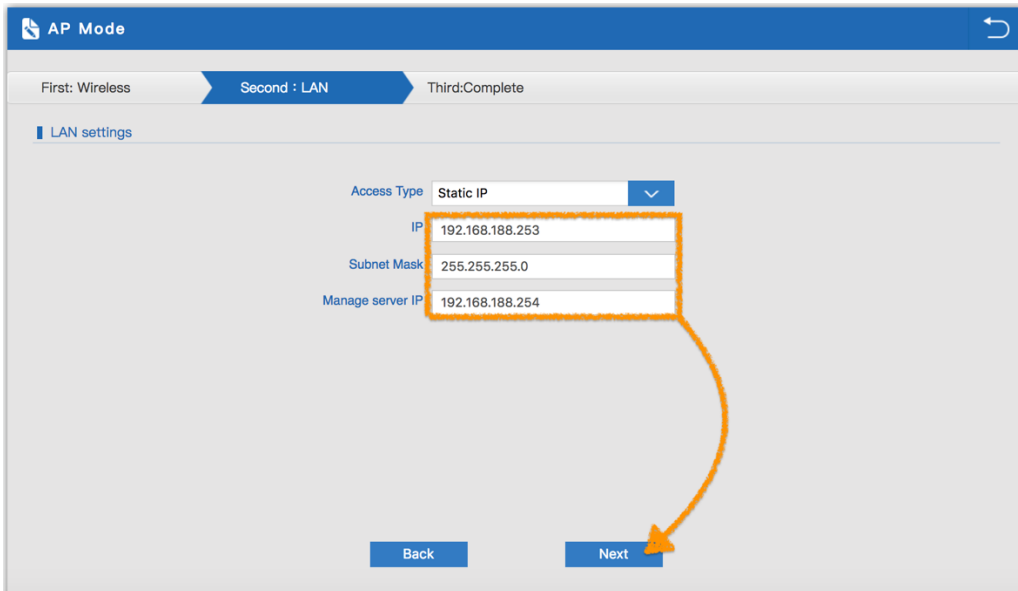 AP Mode
First: Wireless
Second：LAN
Third:Complete
LAN settings
Access Type Static IP
IP 192.168.188.253
Subnet Mask 255.255.255.0
Manage server IP 192.168.188.254
Back Next